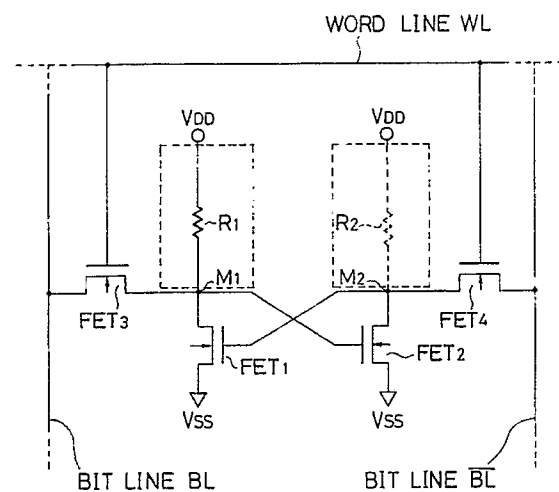 WORD LINE WL
VDD
VDD
R1
R2
M1
M2
FET3
FET4
FET1
FET2
VSS
VSS
BIT LINE BL
BIT LINE B̅L̅